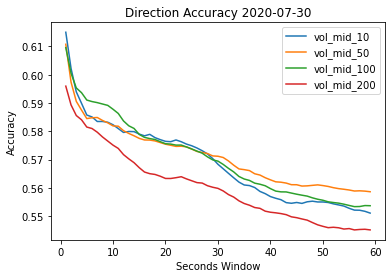 Direction Accuracy 2020-07-30
vol_mid_10
vol_mid_50
vol_mid_100
vol_mid_200
Accuracy
0.61
0.60
0.59
0.58
0.57
0.56
0.55
0 10 20 30 40 50 60
Seconds Window